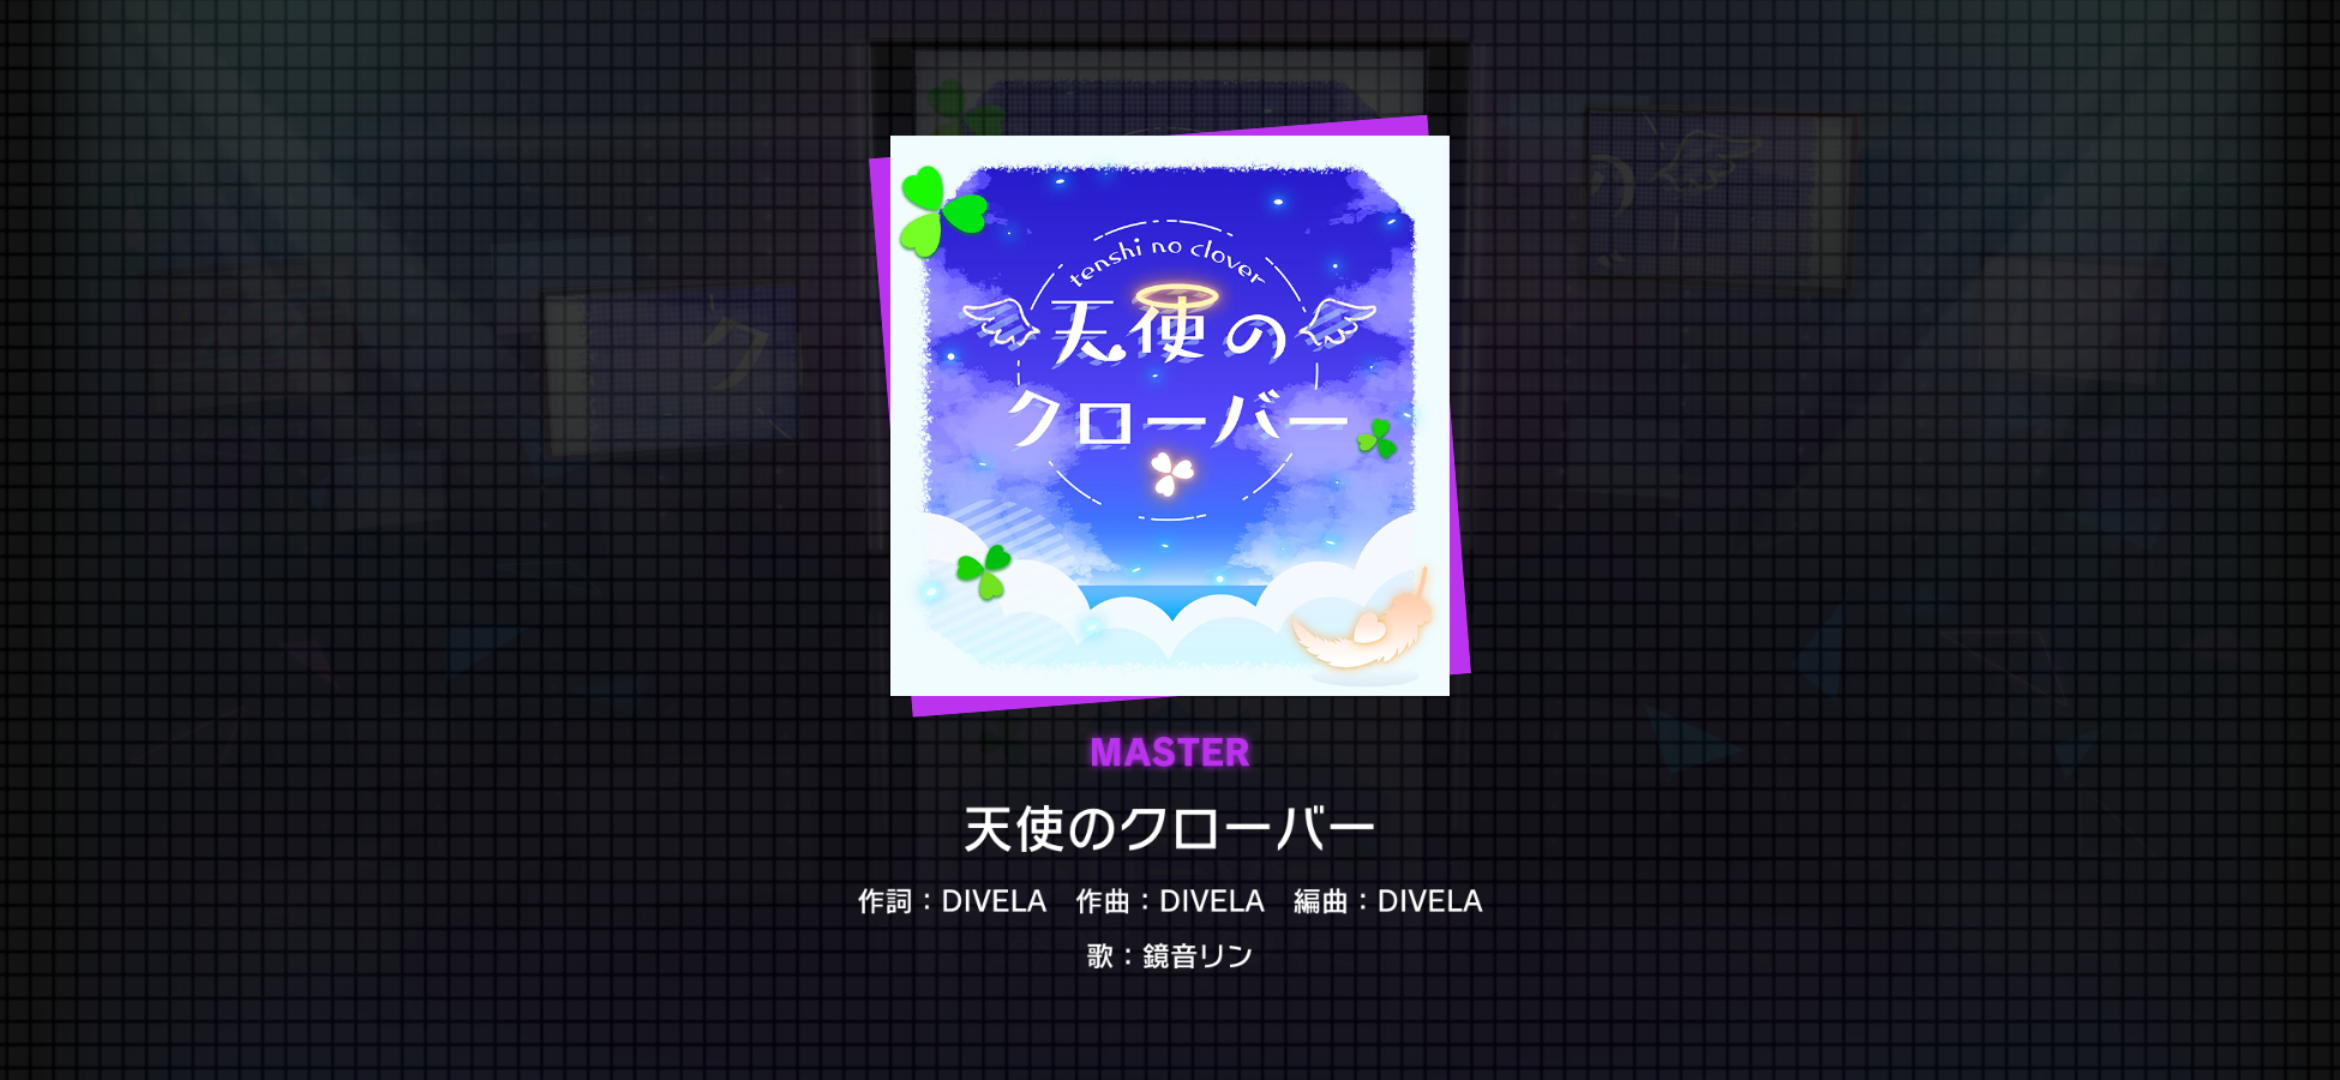 tenshi no clover
天使の
クローバー
MASTER
天使のクローバー
作詞：DIVELA　作曲：DIVELA　編曲：DIVELA
歌：鏡音リン